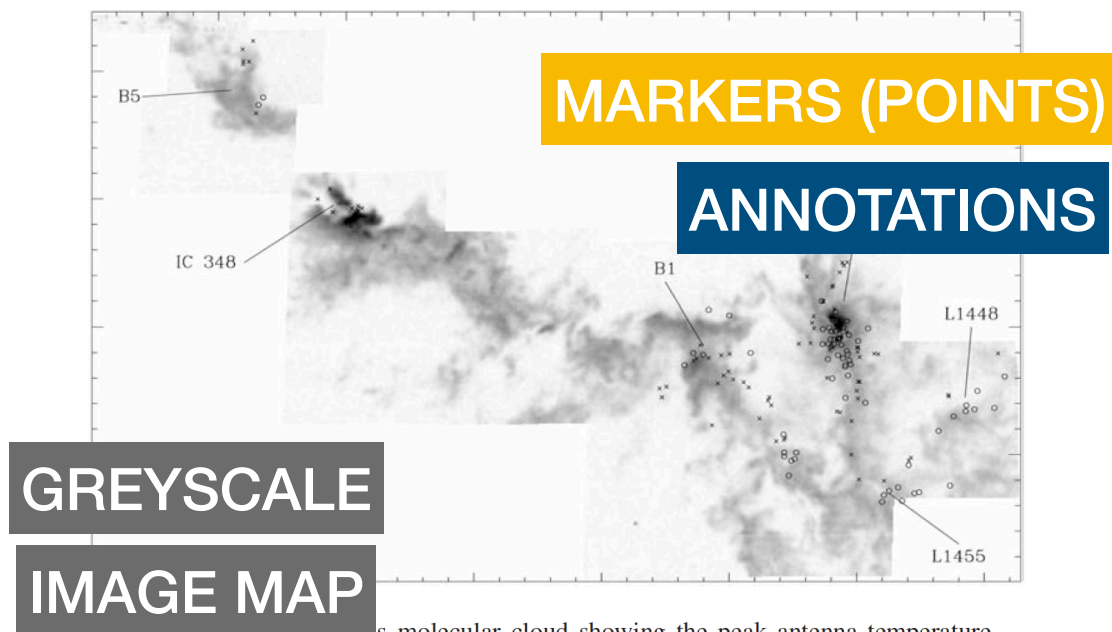 B5
MARKERS (POINTS)
ANNOTATIONS
IC 348
B1
L1448
GREYSCALE
IMAGE MAP
L1455
molecular cloud showing the peak antenna temperature